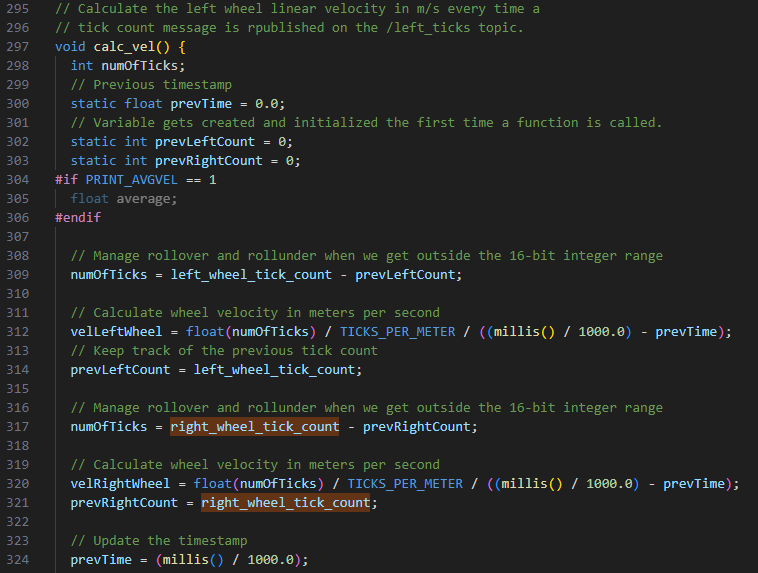 295 // Calculate the left wheel linear velocity in m/s every time a
296 // tick count message is rpublished on the /left_ticks topic.
297 void calc_vel() {
298 int numOfTicks;
299 // Previous timestamp
300 static float prevTime = 0.0;
301 // Variable gets created and initialized the first time a function is called.
302 static int prevLeftCount = 0;
303 static int prevRightCount = 0;
304 #if PRINT_AVGVEL == 1
305 float average;
306 #endif
307
308 // Manage rollover and rollunder when we get outside the 16-bit integer range
309 numOfTicks = left_wheel_tick_count - prevLeftCount;
310
311 // Calculate wheel velocity in meters per second
312 velLeftWheel = float(numOfTicks) / TICKS_PER_METER / ((millis() / 1000.0) - prevTime);
313 // Keep track of the previous tick count
314 prevLeftCount = left_wheel_tick_count;
315
316 // Manage rollover and rollunder when we get outside the 16-bit integer range
317 numOfTicks = right_wheel_tick_count - prevRightCount;
318
319 // Calculate wheel velocity in meters per second
320 velRightWheel = float(numOfTicks) / TICKS_PER_METER / ((millis() / 1000.0) - prevTime);
321 prevRightCount = right_wheel_tick_count;
322
323 // Update the timestamp
324 prevTime = (millis() / 1000.0);